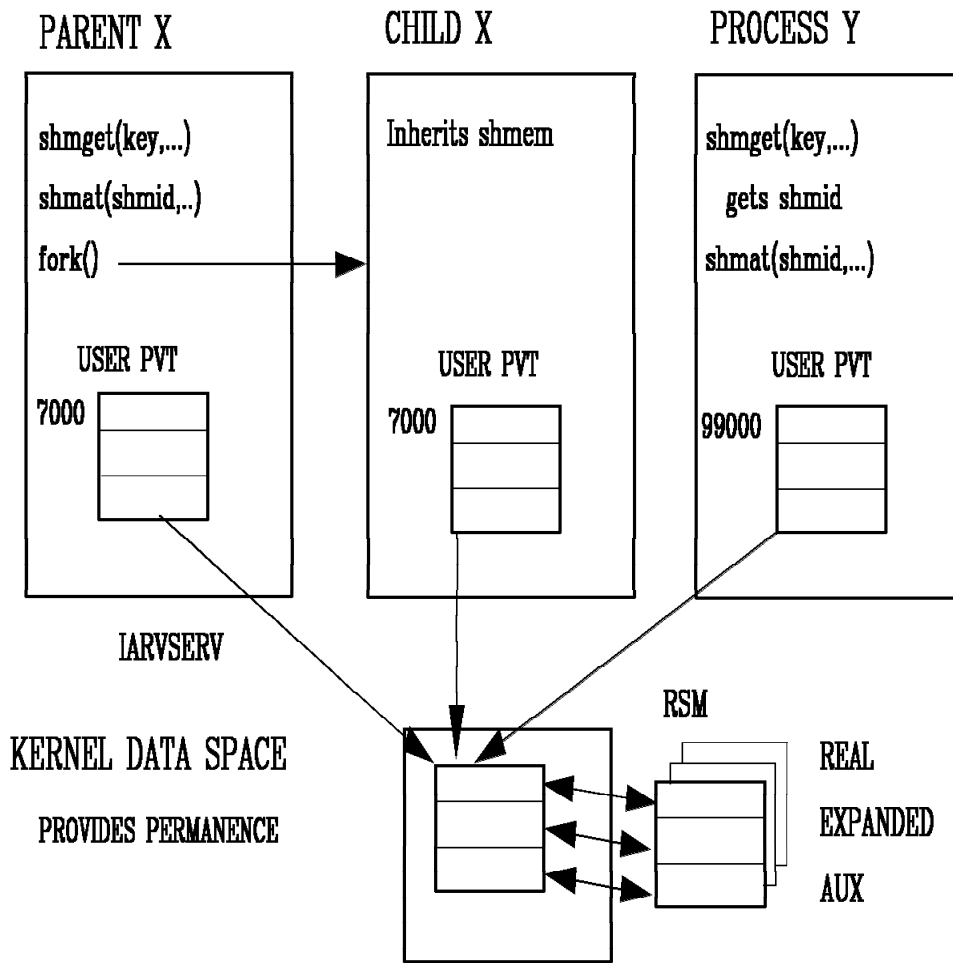 PARENT X
CHILD X
PROCESS Y
shmget(key,...)
shmat(shmid,..)
fork()
Inherits shmem
shmget(key,...)
gets shmid
shmat(shmid,...)
USER PVT
7000
USER PVT
7000
USER PVT
99000
IARVSERV
RSM
KERNEL DATA SPACE
PROVIDES PERMANENCE
REAL
EXPANDED
AUX